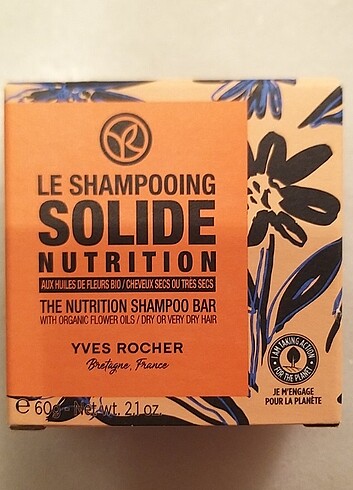 YR
LE SHAMPOOING
SOLIDE
NUTRITION
AUX HUILES DE FLEURS BIO / CHEVEUX SECS OU TRÈS SECS
THE NUTRITION SHAMPOO BAR
WITH ORGANIC FLOWER OILS / DRY OR VERY DRY HAIR
YVES ROCHER
Bretagne, France
I AM TAKING ACTION
FOR THE PLANET
JE M'ENGAGE
POUR LA PLANÈTE
℮ 60g - Net wt. 2.1 oz.